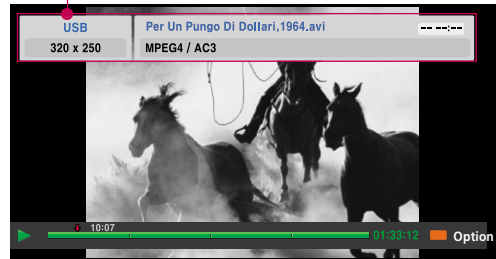 USB
Per Un Pungo Di Dollari,1964.avi
-- --:--
320 x 250
MPEG4 / AC3
10:07
01:33:12
Option